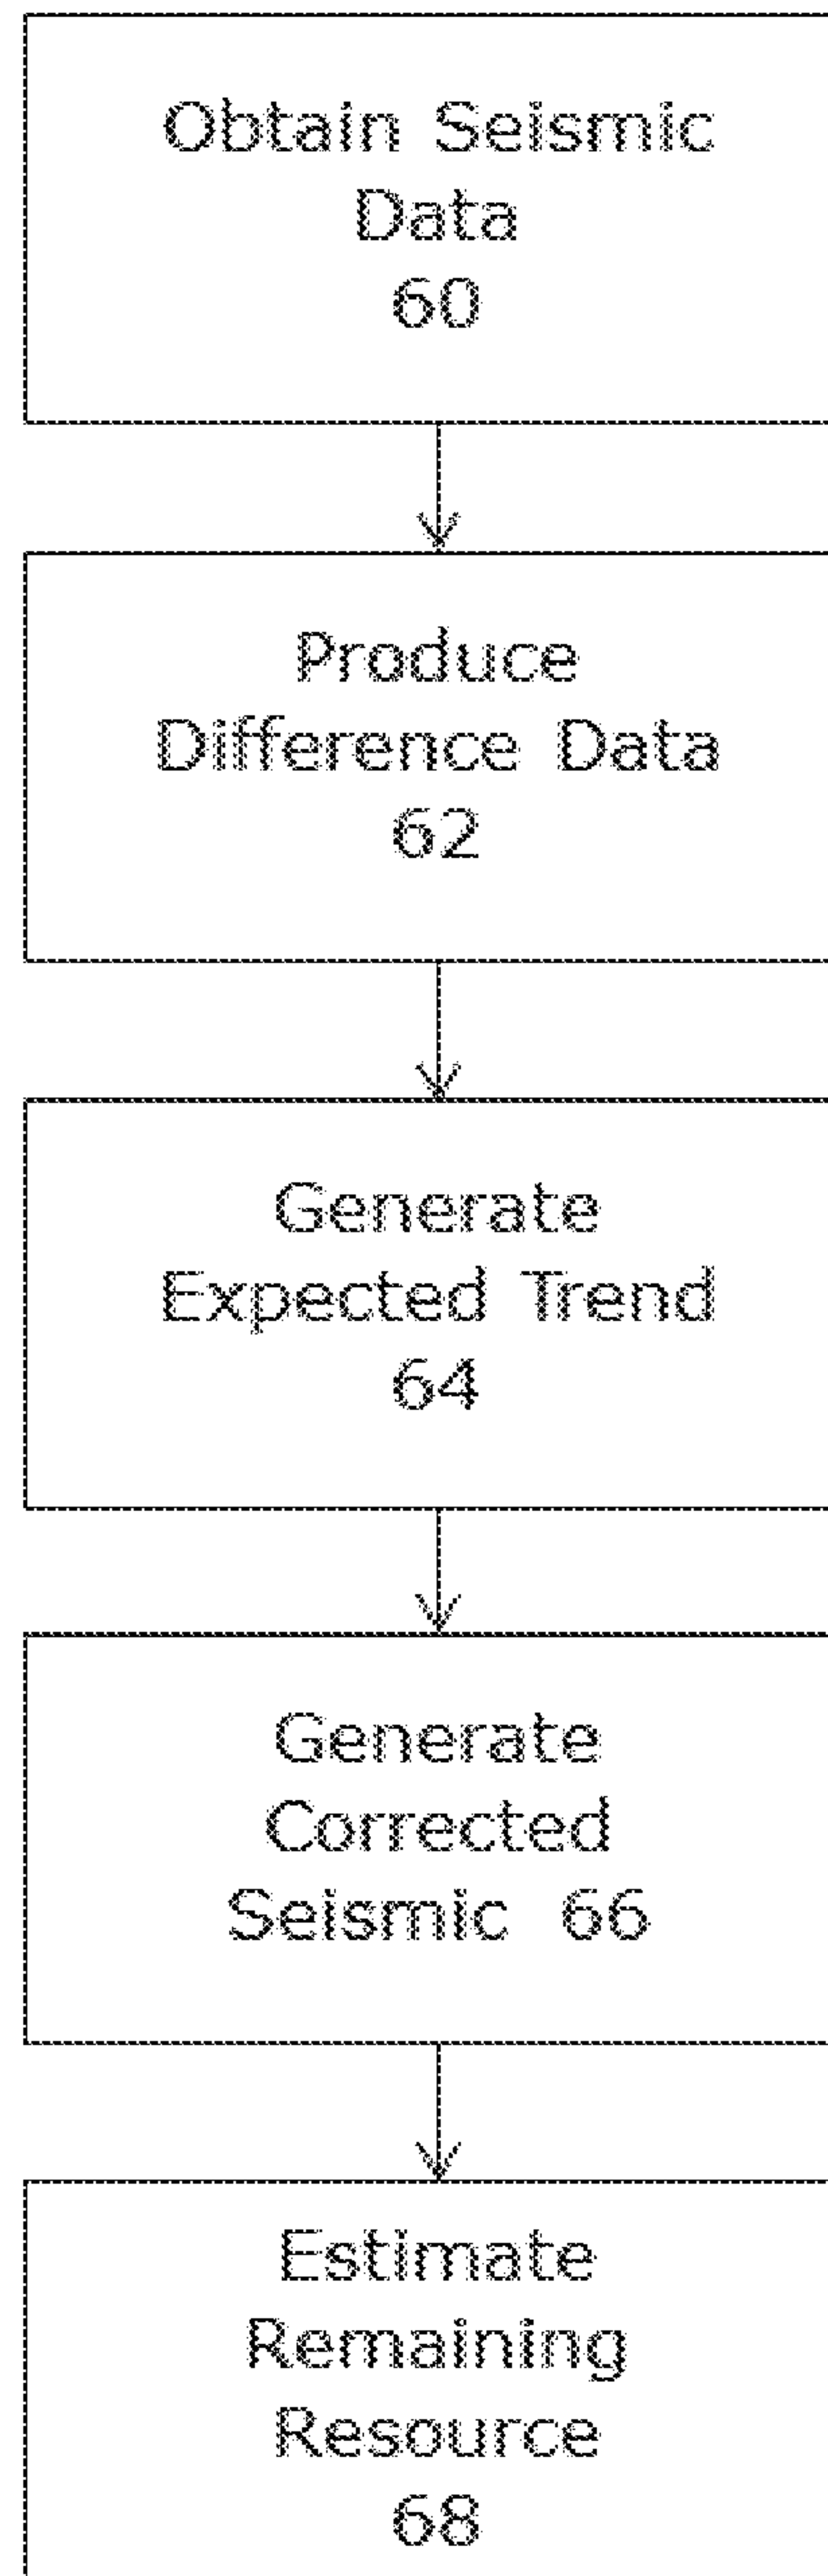 Obtain Seismic
Data
60
Produce
Difference Data
62
Generate
Expected Trend
64
Generate
Corrected
Seismic 66
Estimate
Remaining
Resource
68